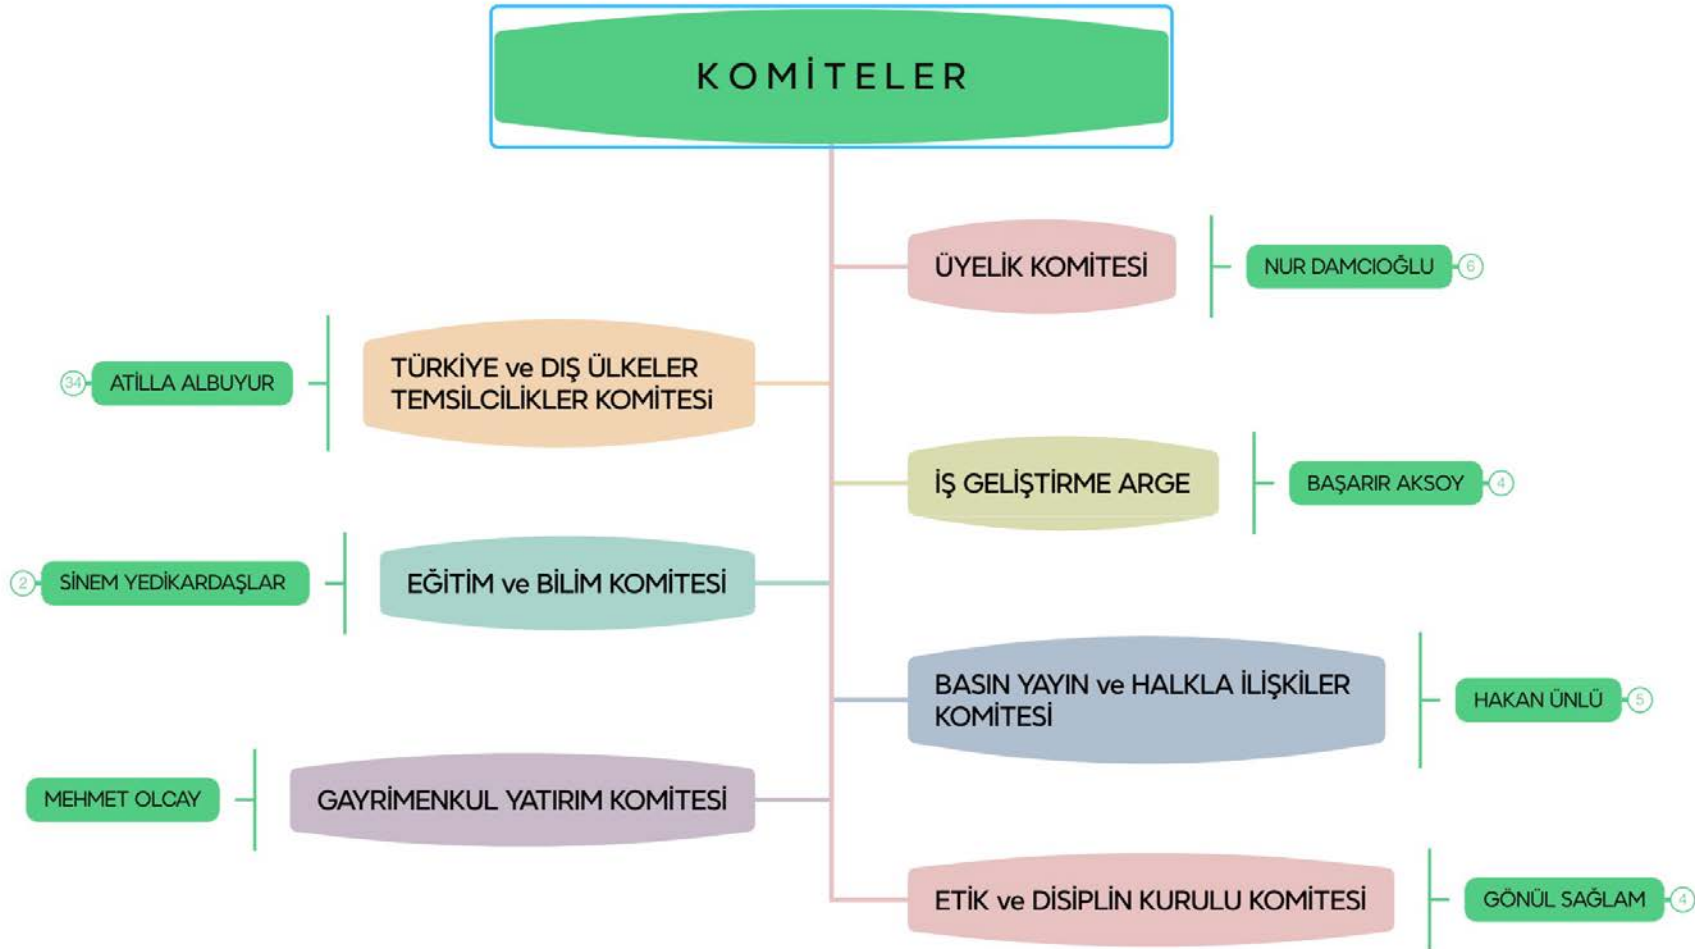 KOMİTELER
ÜYELİK KOMİTESİ
NUR DAMCIOĞLU
6
34
ATİLLA ALBUYUR
TÜRKİYE ve DIŞ ÜLKELER
TEMSİLCİLİKLER KOMİTESİ
İŞ GELİŞTİRME ARGE
BAŞARIR AKSOY
4
2
SİNEM YEDİKARDAŞLAR
EĞİTİM ve BİLİM KOMİTESİ
BASIN YAYIN ve HALKLA İLİŞKİLER
KOMİTESİ
HAKAN ÜNLÜ
5
MEHMET OLCAY
GAYRİMENKUL YATIRIM KOMİTESİ
ETİK ve DİSİPLİN KURULU KOMİTESİ
GÖNÜL SAĞLAM
4